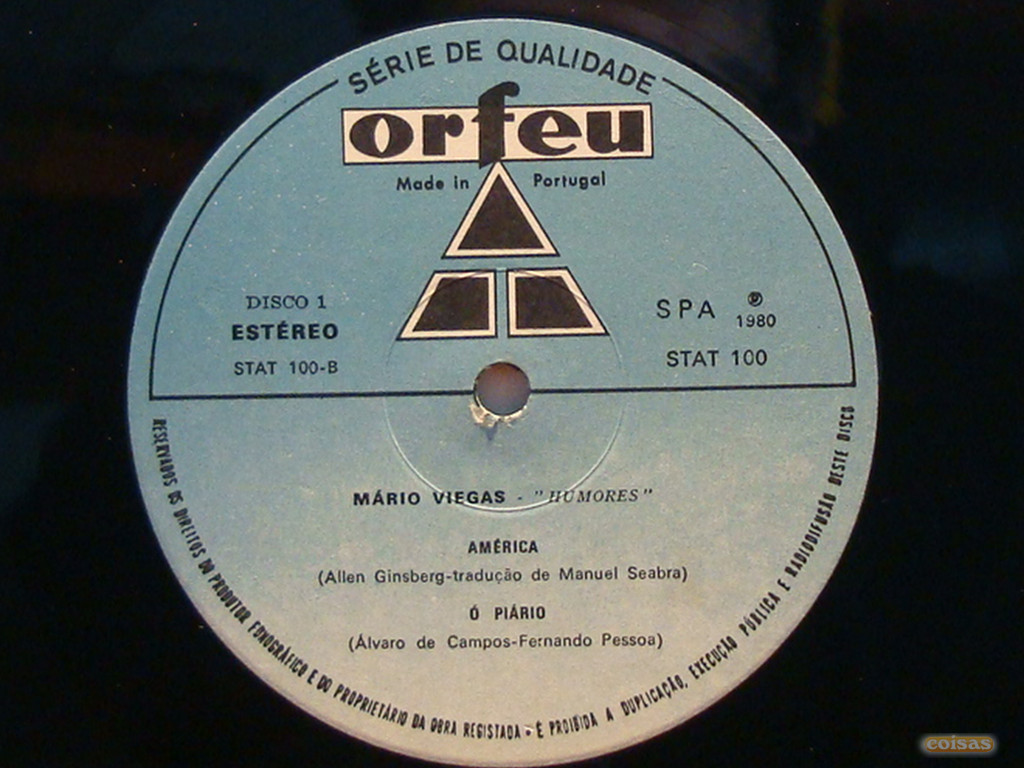 SÉRIE DE QUALIDADE
orfeu
Made in Portugal
DISCO 1
ESTÉREO
STAT 100-B
SPA ℗
1980
STAT 100
MÁRIO VIEGAS - "HUMORES"
AMÉRICA
(Allen Ginsberg-tradução de Manuel Seabra)
Ó PIÁRIO
(Álvaro de Campos-Fernando Pessoa)
RESERVADOS OS DIREITOS DO PRODUTOR FONOGRÁFICO E DO PROPRIETÁRIO DA OBRA REGISTADA - É PROIBIDA A DUPLICAÇÃO, EXECUÇÃO PÚBLICA E RADIODIFUSÃO DESTE DISCO
coisas